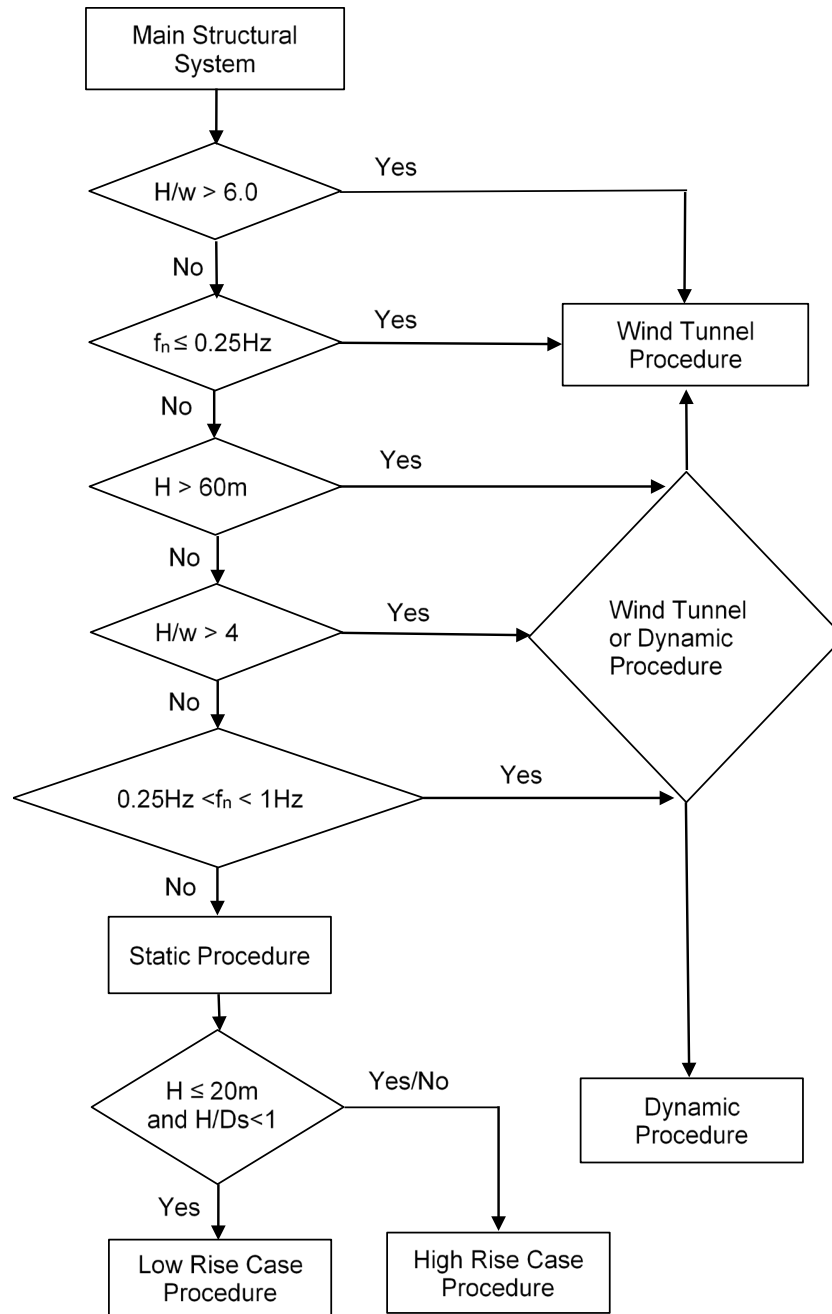 Main Structural
System
H/w > 6.0
Yes
No
fₙ ≤ 0.25Hz
Yes
Wind Tunnel
Procedure
No
H > 60m
Yes
No
H/w > 4
Yes
Wind Tunnel
or Dynamic
Procedure
No
0.25Hz <fₙ < 1Hz
Yes
No
Static Procedure
H ≤ 20m
and H/Ds<1
Yes/No
Dynamic
Procedure
Yes
Low Rise Case
Procedure
High Rise Case
Procedure